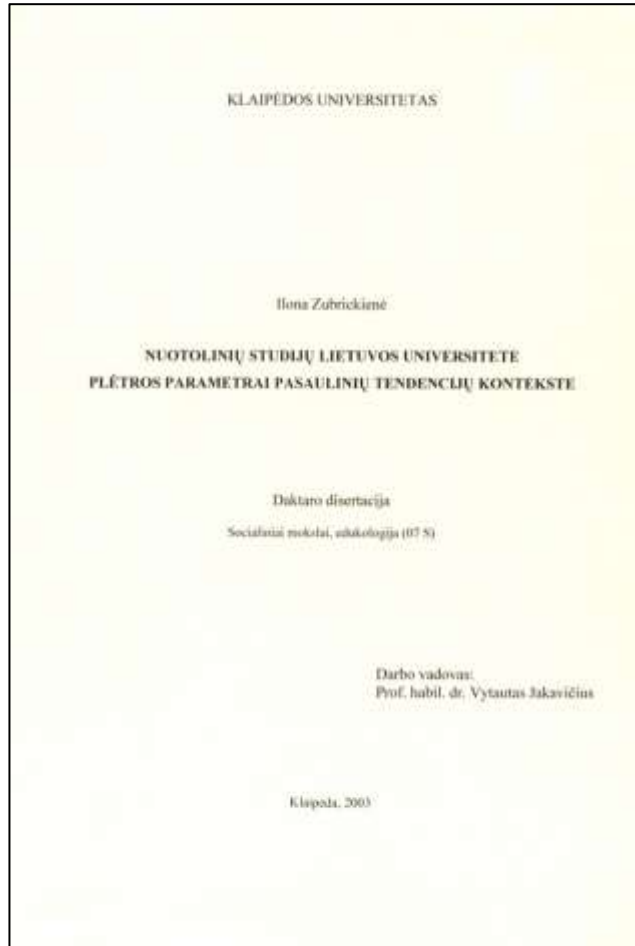 KLAIPĖDOS UNIVERSITETAS
Ilona Zubrickienė
NUOTOLINIŲ STUDIJŲ LIETUVOS UNIVERSITETE
PLĖTROS PARAMETRAI PASAULINIŲ TENDENCIJŲ KONTEKSTE
Daktaro disertacija
Socialiniai mokslai, edukologija (07 S)
Darbo vadovas:
Prof. habil. dr. Vytautas Jakavičius
Klaipėda, 2003